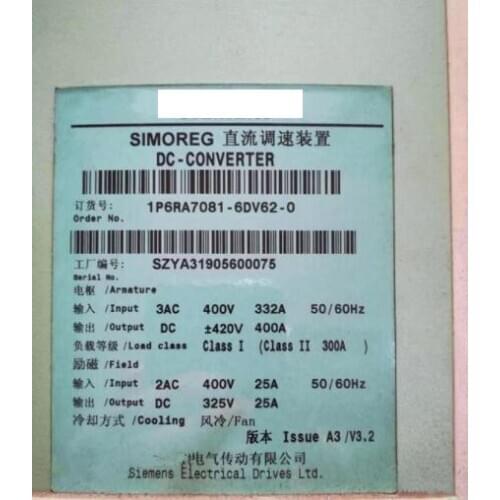 SIMOREG 直流调速装置
DC-CONVERTER
订货号: 1P6RA7081-6DV62-0
Order No.
工厂编号: SZYA31905600075
Serial No.
电枢 /Armature
输入 /Input 3AC 400V 332A 50/60Hz
输出 /Output DC ±420V 400A
负载等级/Load class Class I (Class II 300A )
励磁 /Field
输入 /Input 2AC 400V 25A 50/60Hz
输出 /Output DC 325V 25A
冷却方式 /Cooling 风冷/Fan
版本 Issue A3 /V3.2
电气传动有限公司
Siemens Electrical Drives Ltd.